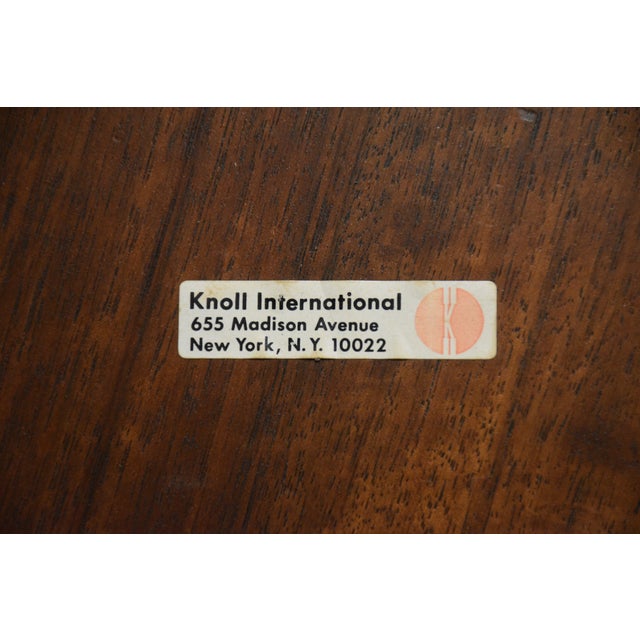 Knoll International
655 Madison Avenue
New York, N.Y. 10022
K